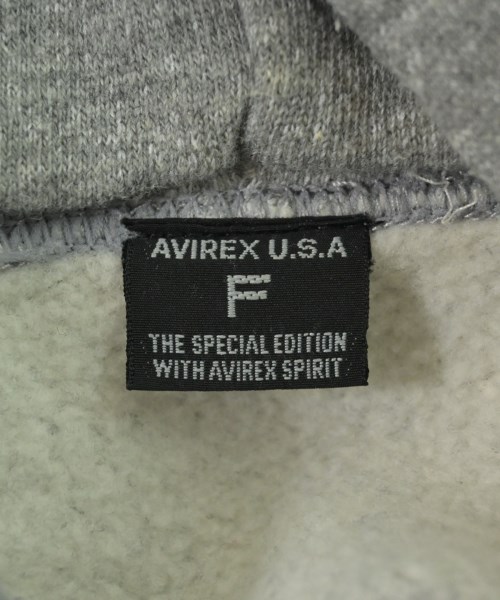 AVIREX U.S.A
F
THE SPECIAL EDITION
WITH AVIREX SPIRIT